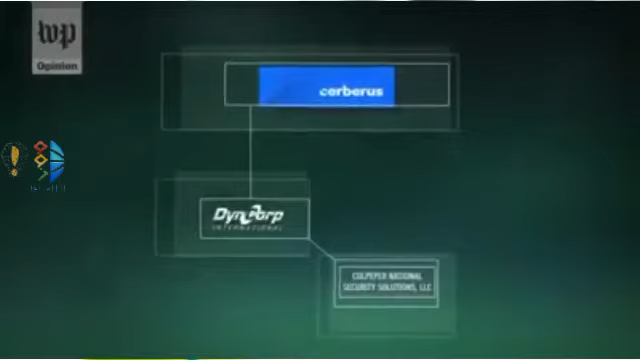 wp
Opinion
cerberus
DynCorp
INTERNATIONAL
CULPEPER NATIONAL
SECURITY SOLUTIONS, LLC